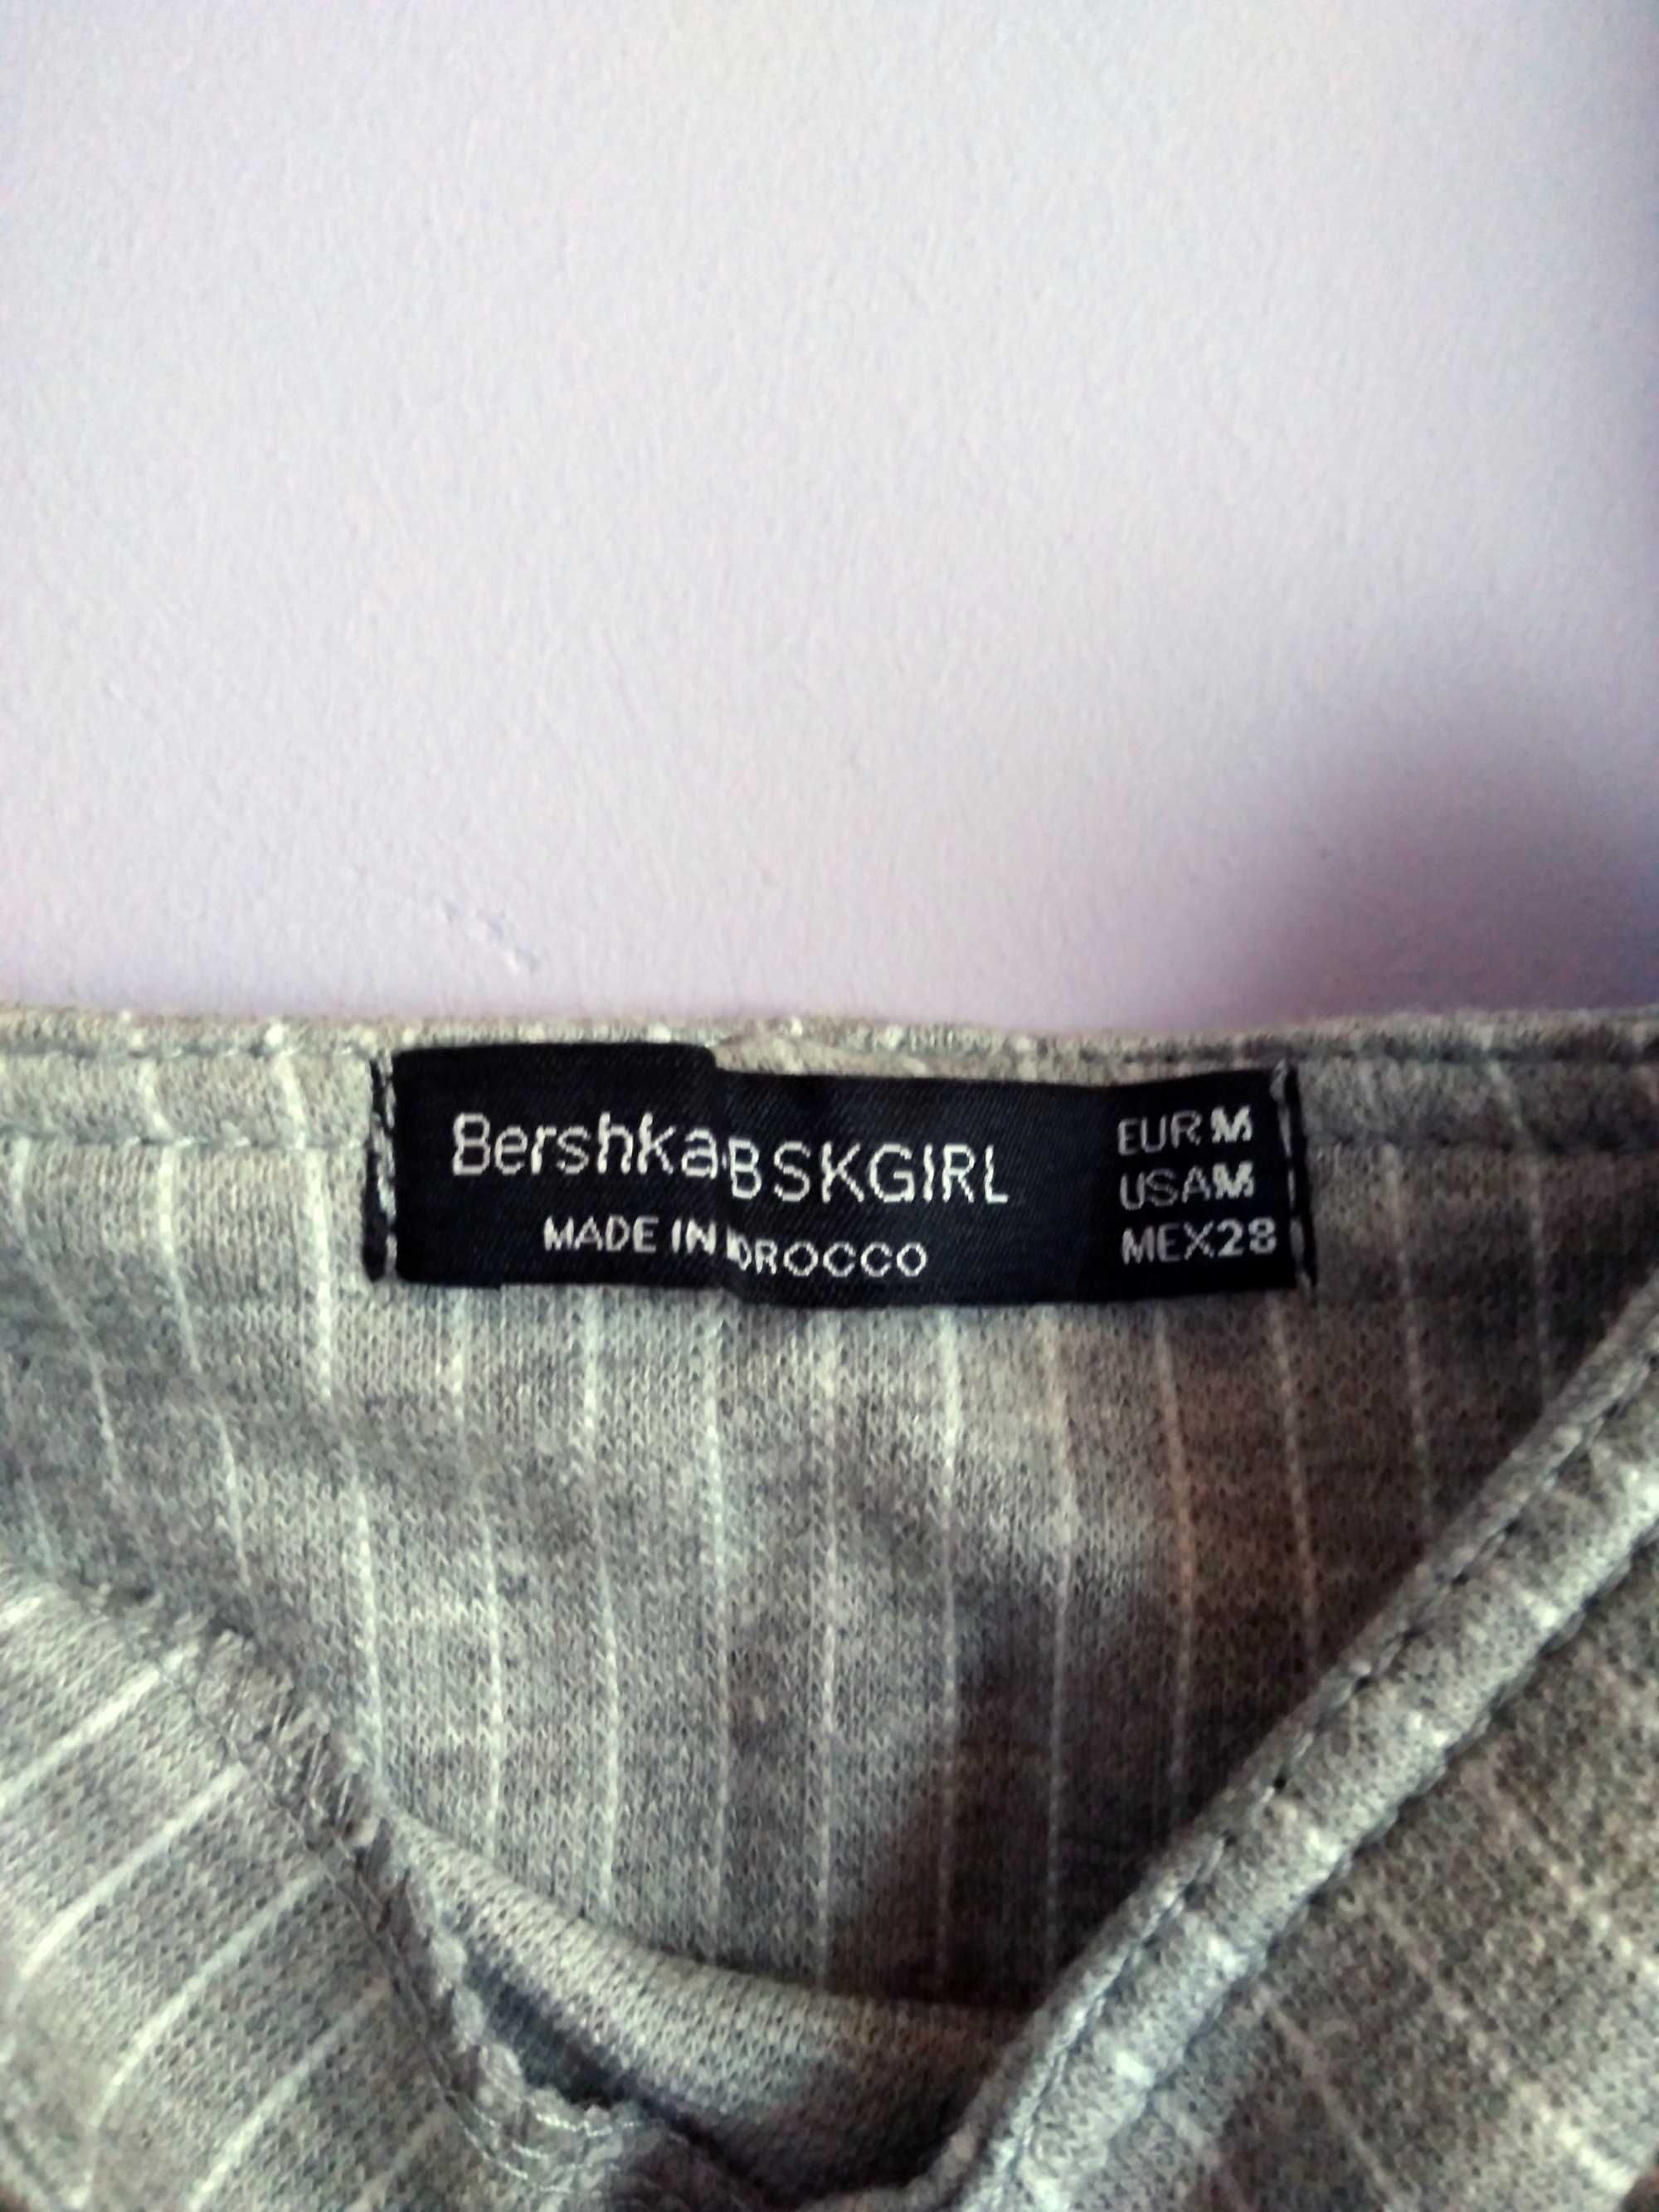 Bershka BSKGIRL
MADE IN MOROCCO
EUR M
USA M
MEX 28